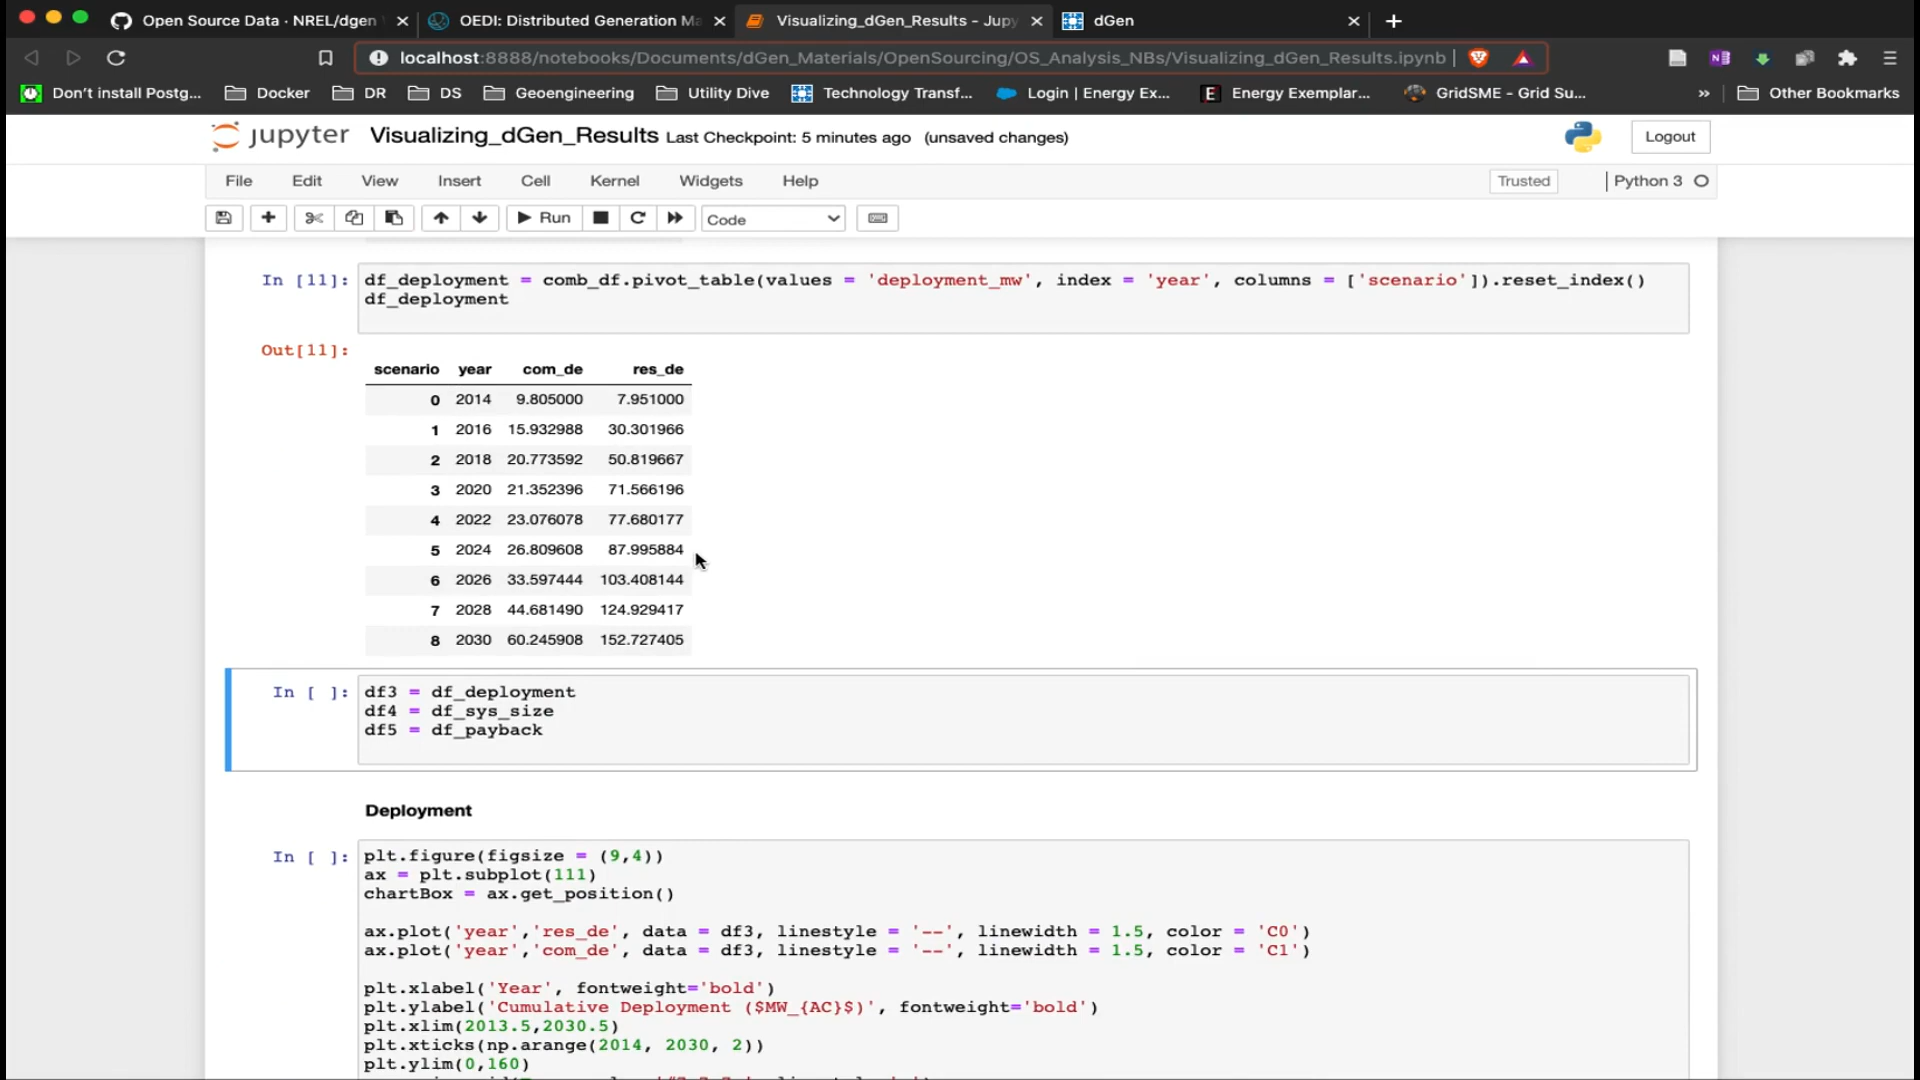 Open Source Data · NREL/dgen
OEDI: Distributed Generation Ma
Visualizing_dGen_Results - Jupy
dGen
localhost:8888/notebooks/Documents/dGen_Materials/OpenSourcing/OS_Analysis_NBs/Visualizing_dGen_Results.ipynb
Don't install Postg...
Docker
DR
DS
Geoengineering
Utility Dive
Technology Transf...
Login | Energy Ex...
Energy Exemplar...
GridSME - Grid Su...
» Other Bookmarks
jupyter Visualizing_dGen_Results Last Checkpoint: 5 minutes ago (unsaved changes)
Logout
File Edit View Insert Cell Kernel Widgets Help
Trusted
Python 3
Run
Code
In [11]: df_deployment = comb_df.pivot_table(values = 'deployment_mw', index = 'year', columns = ['scenario']).reset_index()
df_deployment
Out[11]:
scenario year com_de res_de
0 2014 9.805000 7.951000
1 2016 15.932988 30.301966
2 2018 20.773592 50.819667
3 2020 21.352396 71.566196
4 2022 23.076078 77.680177
5 2024 26.809608 87.995884
6 2026 33.597444 103.408144
7 2028 44.681490 124.929417
8 2030 60.245908 152.727405
In [ ]: df3 = df_deployment
df4 = df_sys_size
df5 = df_payback
Deployment
In [ ]: plt.figure(figsize = (9,4))
ax = plt.subplot(111)
chartBox = ax.get_position()
ax.plot('year','res_de', data = df3, linestyle = '--', linewidth = 1.5, color = 'C0')
ax.plot('year','com_de', data = df3, linestyle = '--', linewidth = 1.5, color = 'C1')
plt.xlabel('Year', fontweight='bold')
plt.ylabel('Cumulative Deployment ($MW_{AC}$)', fontweight='bold')
plt.xlim(2013.5,2030.5)
plt.xticks(np.arange(2014, 2030, 2))
plt.ylim(0,160)